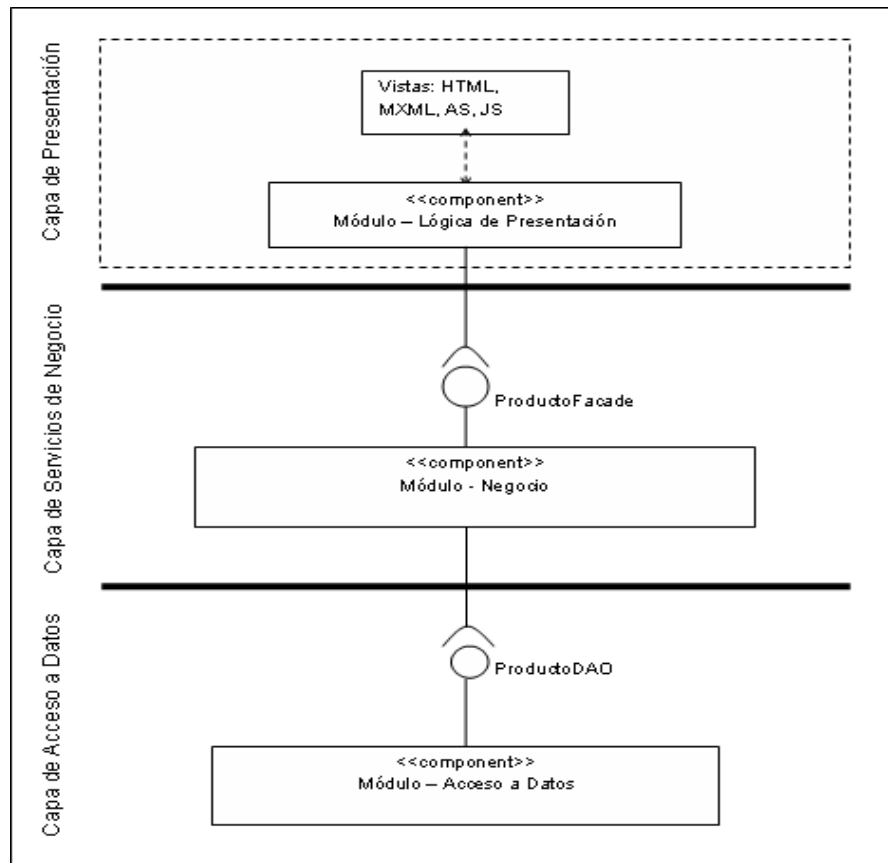 Capa de Presentación
Vistas: HTML,
MXML, AS, JS
<<component>>
Módulo – Lógica de Presentación
Capa de Servicios de Negocio
ProductoFacade
<<component>>
Módulo - Negocio
Capa de Acceso a Datos
ProductoDAO
<<component>>
Módulo – Acceso a Datos